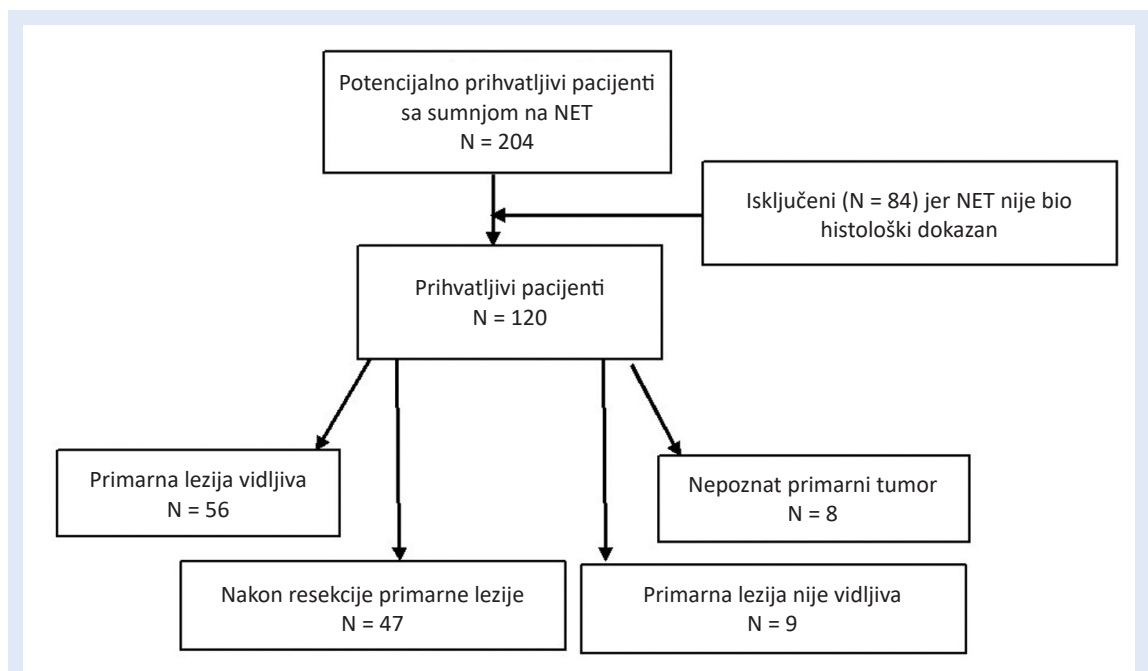 Potencijalno prihvatljivi pacijenti
sa sumnjom na NET
N = 204
Isključeni (N = 84) jer NET nije bio
histološki dokazan
Prihvatljivi pacijenti
N = 120
Primarna lezija vidljiva
N = 56
Nepoznat primarni tumor
N = 8
Nakon resekcije primarne lezije
N = 47
Primarna lezija nije vidljiva
N = 9